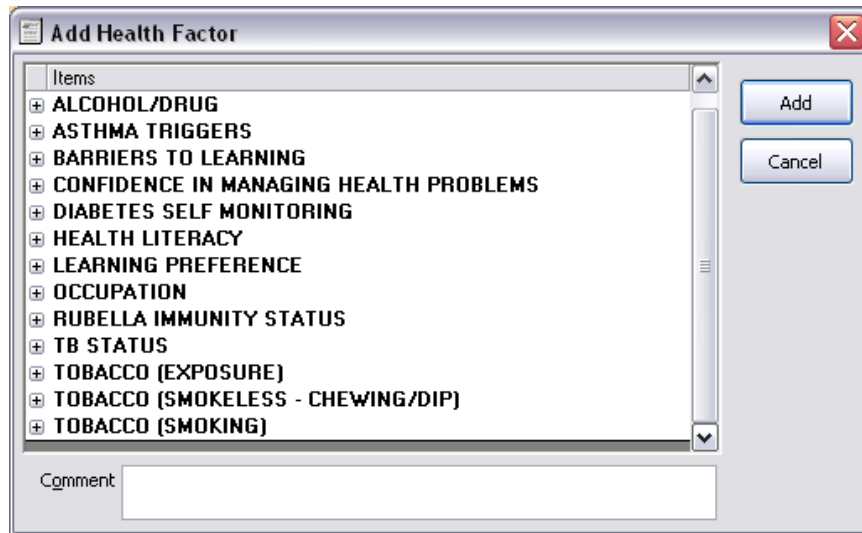 Add Health Factor
Items
ALCOHOL/DRUG
ASTHMA TRIGGERS
BARRIERS TO LEARNING
CONFIDENCE IN MANAGING HEALTH PROBLEMS
DIABETES SELF MONITORING
HEALTH LITERACY
LEARNING PREFERENCE
OCCUPATION
RUBELLA IMMUNITY STATUS
TB STATUS
TOBACCO (EXPOSURE)
TOBACCO (SMOKELESS - CHEWING/DIP)
TOBACCO (SMOKING)
Add
Cancel
Comment